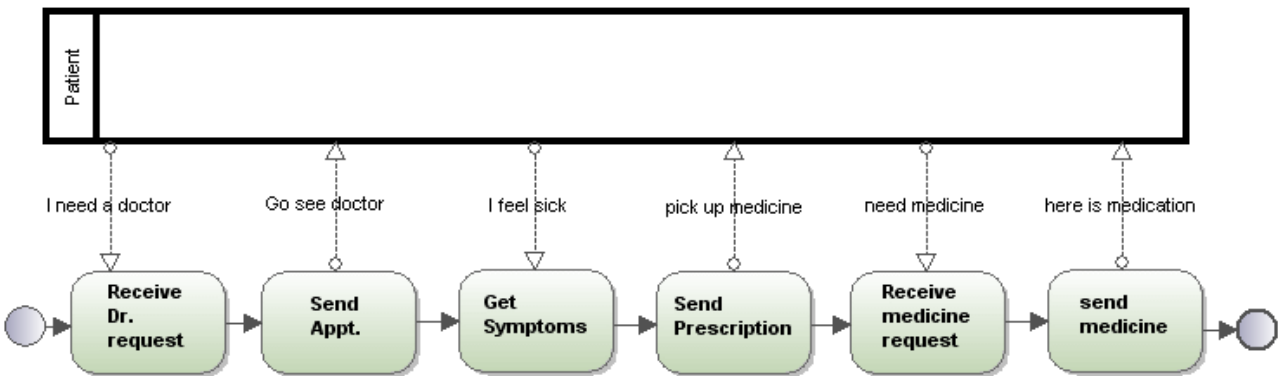 Patient
I need a doctor
Go see doctor
I feel sick
pick up medicine
need medicine
here is medication
Receive
Dr.
request
Send
Appt.
Get
Symptoms
Send
Prescription
Receive
medicine
request
send
medicine